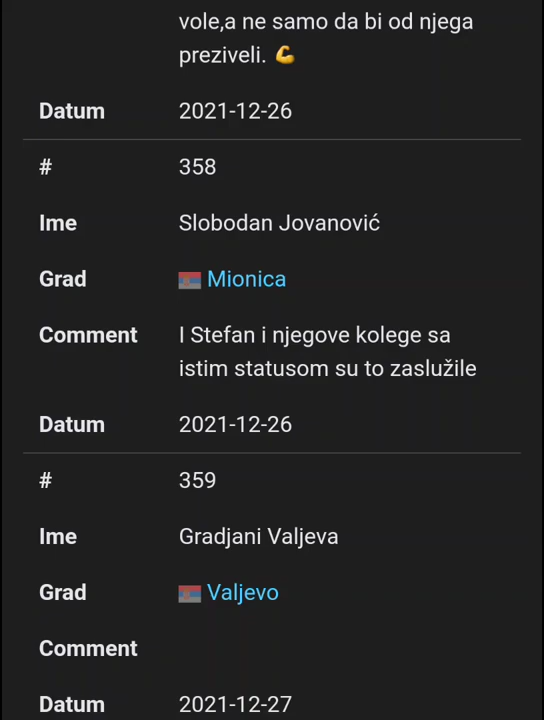 vole,a ne samo da bi od njega
preziveli. 💪
Datum 2021-12-26
# 358
Ime Slobodan Jovanović
Grad Mionica
Comment I Stefan i njegove kolege sa
istim statusom su to zaslužile
Datum 2021-12-26
# 359
Ime Gradjani Valjeva
Grad Valjevo
Comment
Datum 2021-12-27